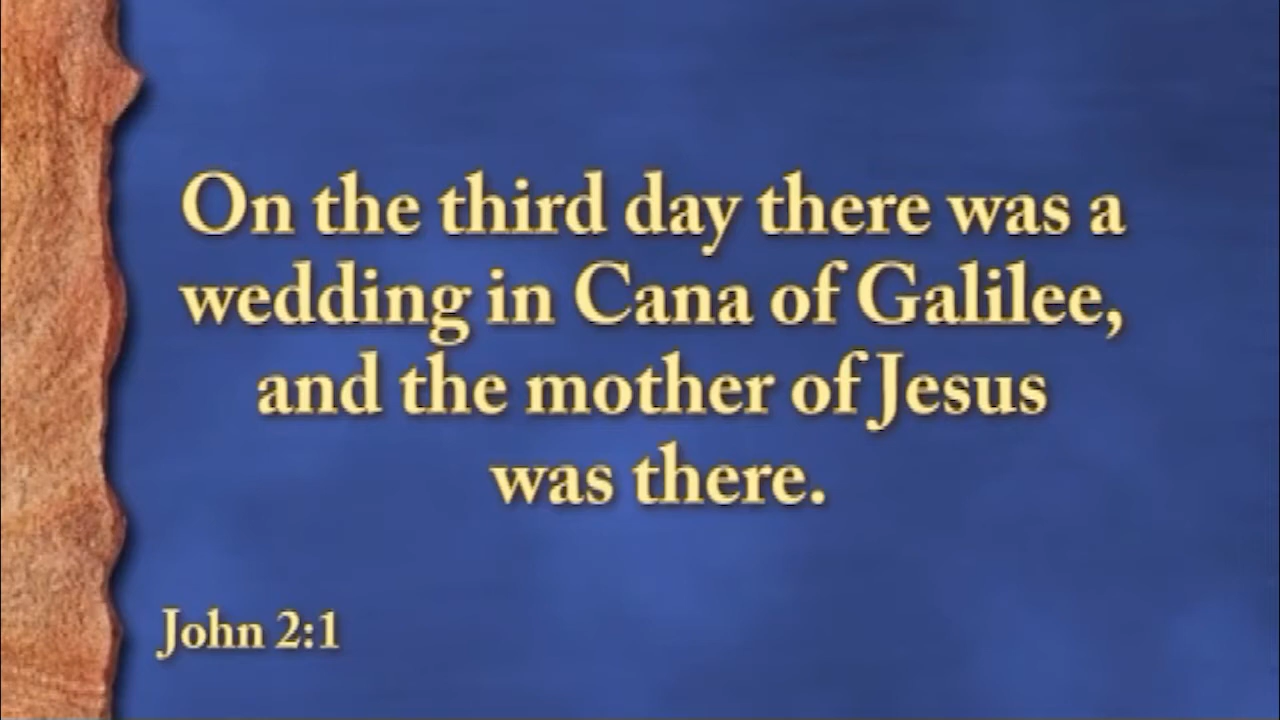 On the third day there was a
wedding in Cana of Galilee,
and the mother of Jesus
was there.
John 2:1